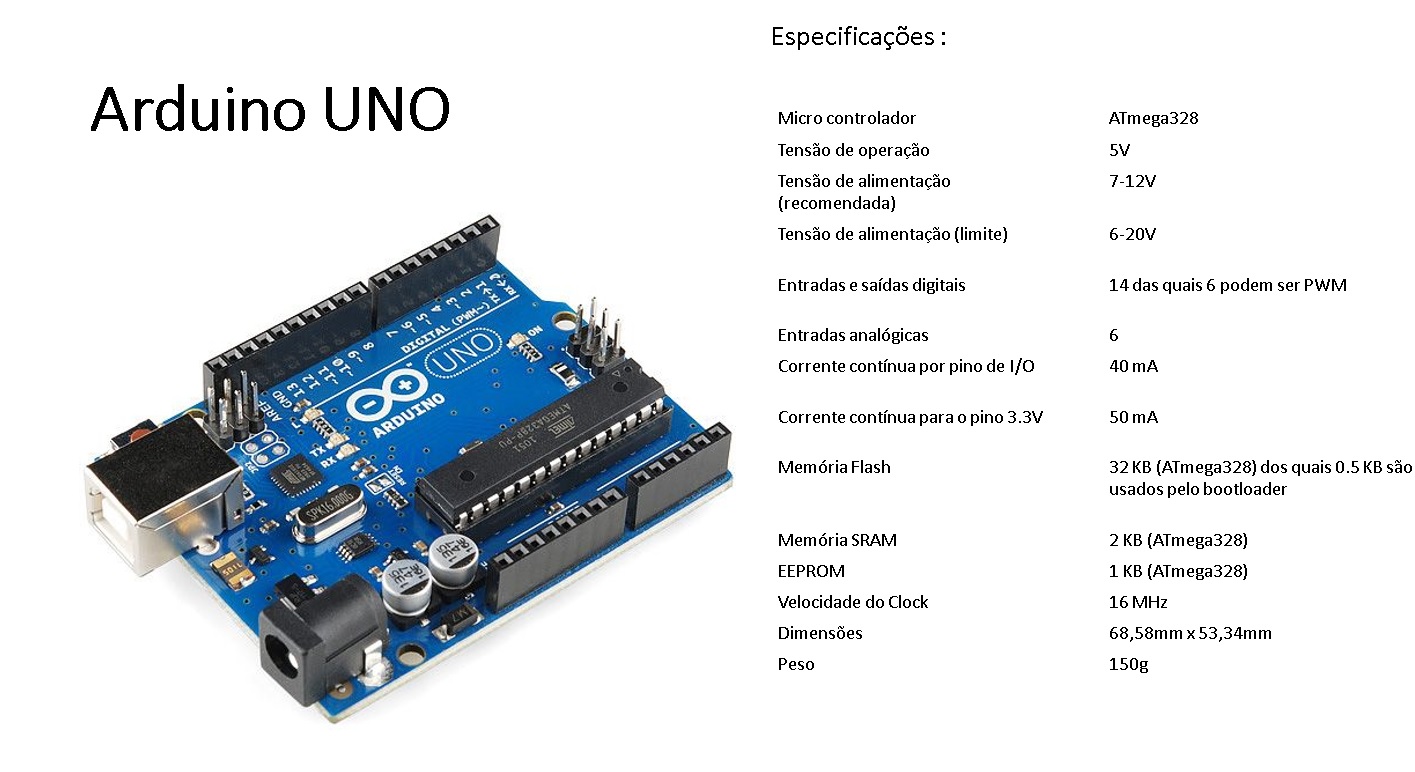 Especificações :
Arduino UNO
Micro controlador ATmega328
Tensão de operação 5V
Tensão de alimentação 7-12V
(recomendada)
Tensão de alimentação (limite) 6-20V
Entradas e saídas digitais 14 das quais 6 podem ser PWM
Entradas analógicas 6
Corrente contínua por pino de I/O 40 mA
Corrente contínua para o pino 3.3V 50 mA
Memória Flash 32 KB (ATmega328) dos quais 0.5 KB são
usados pelo bootloader
Memória SRAM 2 KB (ATmega328)
EEPROM 1 KB (ATmega328)
Velocidade do Clock 16 MHz
Dimensões 68,58mm x 53,34mm
Peso 150g
AREF
GND
13
12
~11
~10
~9
8
7
~6
~5
4
~3
2
TX→1
RX←0
DIGITAL (PWM~)
UNO
ON
ARDUINO
TX
RX
ATMEL
ATMEGA328P-PU
1051
SPK16.000G
M7